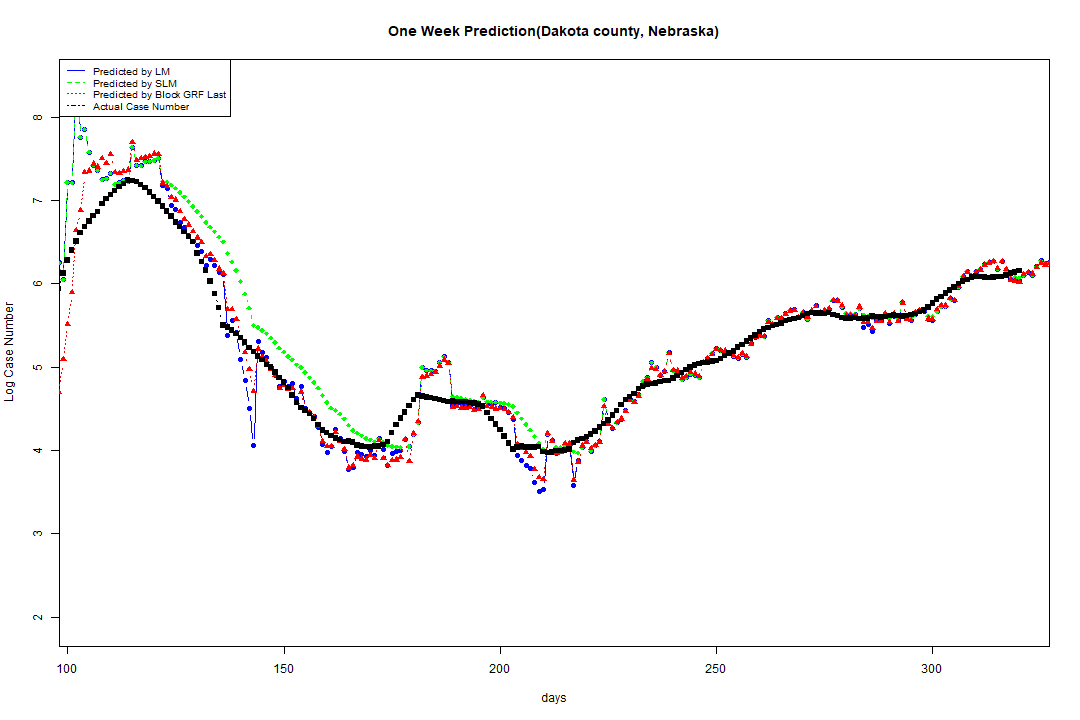 One Week Prediction(Dakota county, Nebraska)
Predicted by LM
Predicted by SLM
Predicted by Block GRF Last
Actual Case Number
8
7
6
5
4
3
2
Log Case Number
100 150 200 250 300
days